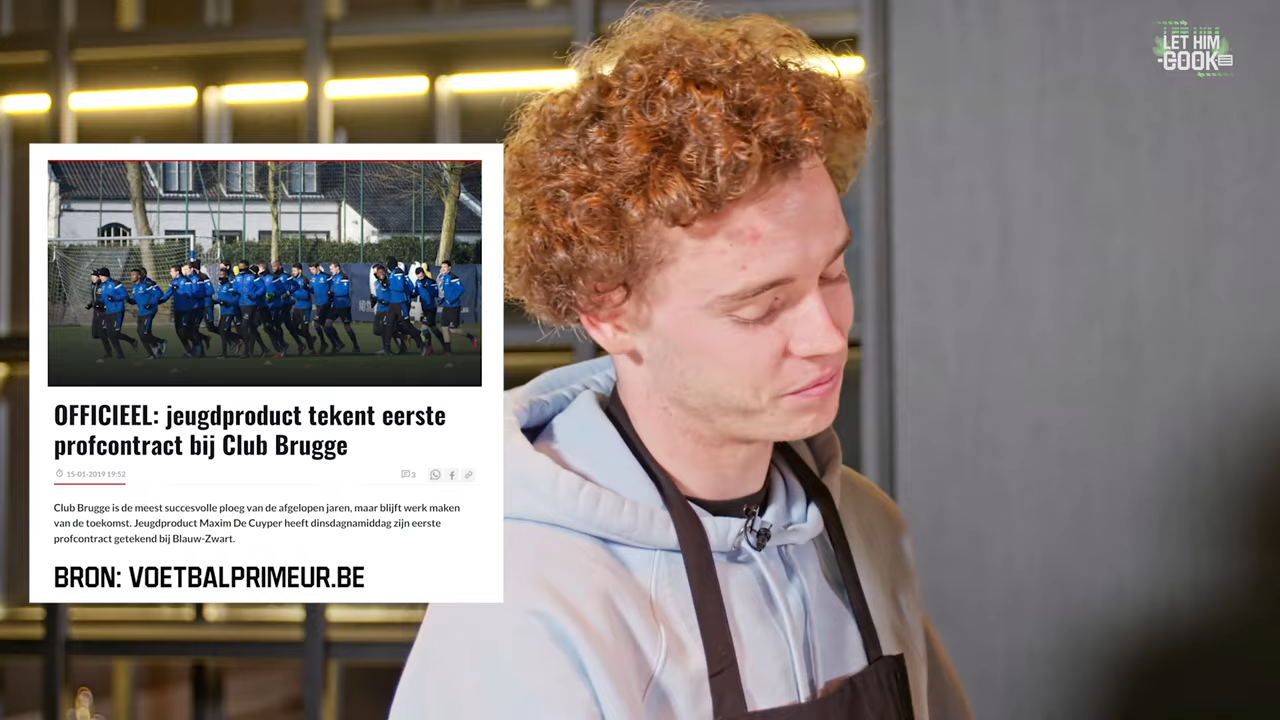 LET HIM
COOK
OFFICIEEL: jeugdproduct tekent eerste
profcontract bij Club Brugge
15-01-2019 19:52
3
Club Brugge is de meest succesvolle ploeg van de afgelopen jaren, maar blijft werk maken
van de toekomst. Jeugdproduct Maxim De Cuyper heeft dinsdagnamiddag zijn eerste
profcontract getekend bij Blauw-Zwart.
BRON: VOETBALPRIMEUR.BE